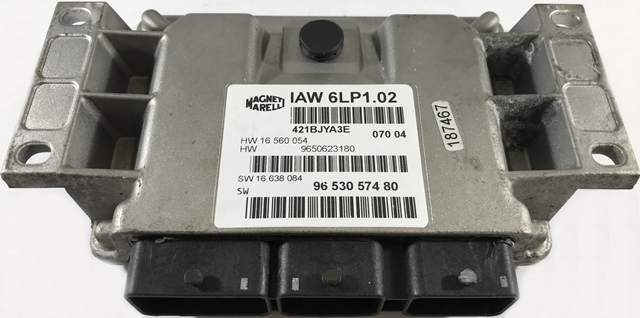 MAGNETI
MARELLI
IAW 6LP1.02
421BJYA3E
070 04
HW 16 560 054
HW 9650623180
SW 16 638 084
SW 96 530 574 80
187467